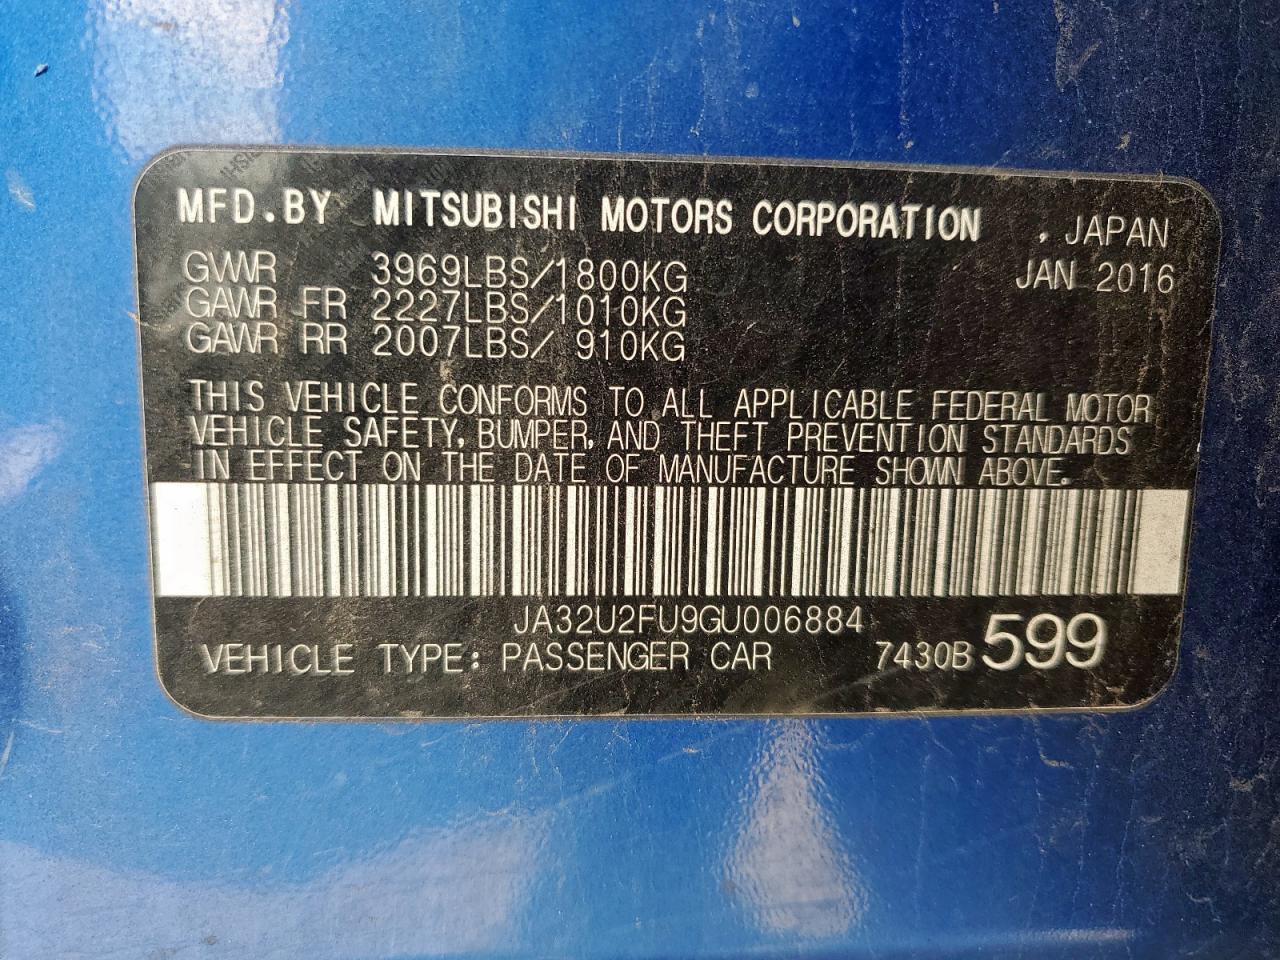 MFD.BY MITSUBISHI MOTORS CORPORATION , JAPAN
GVWR 3969LBS/1800KG JAN 2016
GAWR FR 2227LBS/1010KG
GAWR RR 2007LBS/ 910KG
THIS VEHICLE CONFORMS TO ALL APPLICABLE FEDERAL MOTOR
VEHICLE SAFETY, BUMPER, AND THEFT PREVENTION STANDARDS
IN EFFECT ON THE DATE OF MANUFACTURE SHOWN ABOVE.
JA32U2FU9GU006884
VEHICLE TYPE: PASSENGER CAR 7430B 599